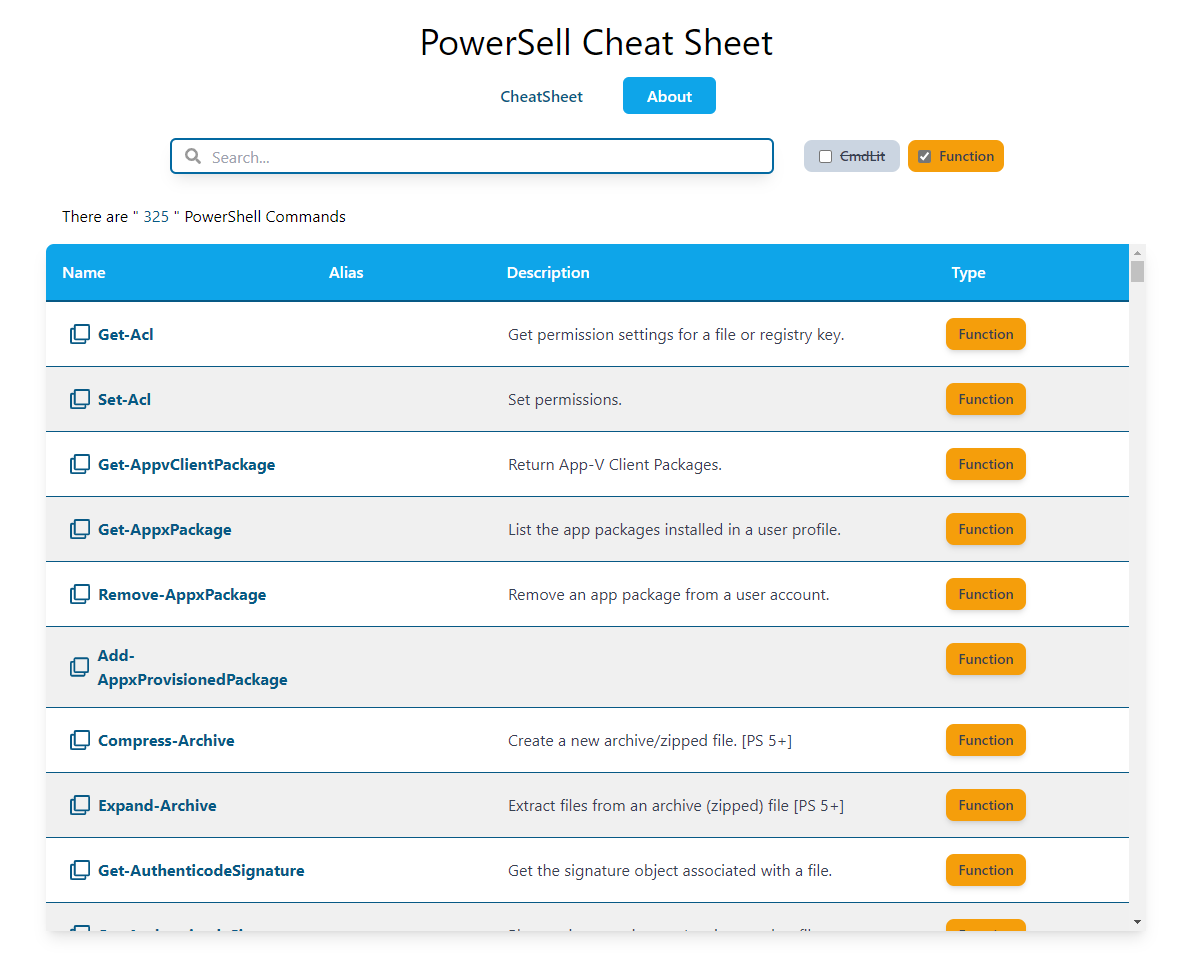 PowerSell Cheat Sheet
CheatSheet About
Search... CmdLit Function
There are " 325 " PowerShell Commands
Name Alias Description Type
Get-Acl Get permission settings for a file or registry key. Function
Set-Acl Set permissions. Function
Get-AppvClientPackage Return App-V Client Packages. Function
Get-AppxPackage List the app packages installed in a user profile. Function
Remove-AppxPackage Remove an app package from a user account. Function
Add-
AppxProvisionedPackage Function
Compress-Archive Create a new archive/zipped file. [PS 5+] Function
Expand-Archive Extract files from an archive (zipped) file [PS 5+] Function
Get-AuthenticodeSignature Get the signature object associated with a file. Function